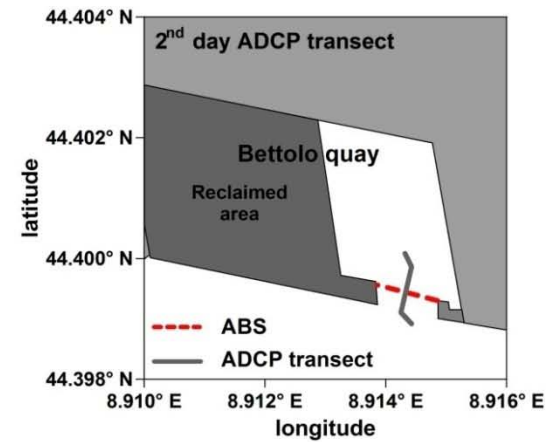 44.404° N
2nd day ADCP transect
44.402° N
Bettolo quay
Reclaimed
area
latitude
44.400° N
ABS
ADCP transect
44.398° N
8.910° E 8.912° E 8.914° E 8.916° E
longitude